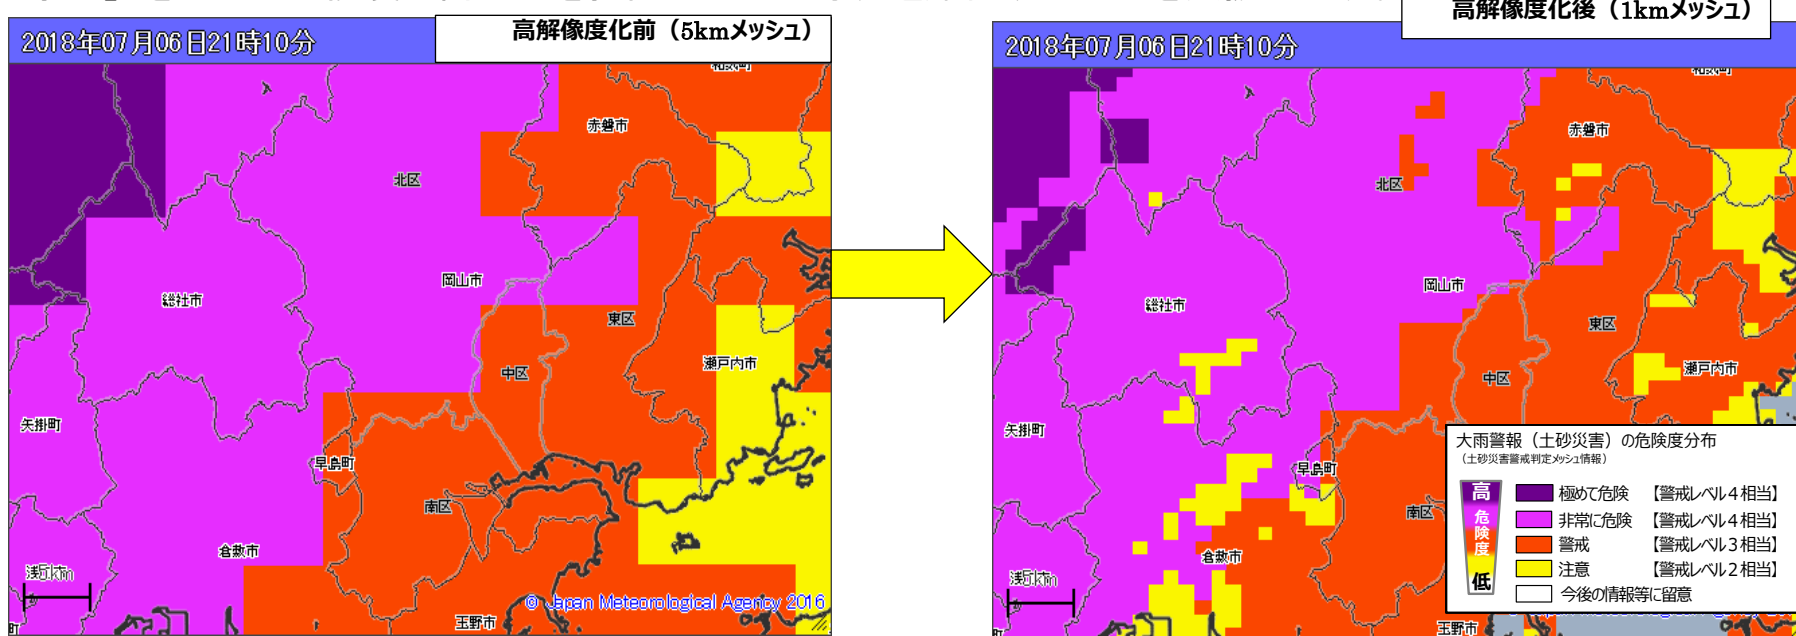 高解像度化前（5kmメッシュ）
2018年07月06日21時10分
赤磐市
北区
岡山市
総社市
東区
瀬戸内市
中区
矢掛町
早島町
南区
倉敷市
5km
© Japan Meteorological Agency 2016
玉野市
町
高解像度化後（1kmメッシュ）
2018年07月06日21時10分
赤磐市
北区
岡山市
総社市
東区
瀬戸内市
中区
矢掛町
早島町
南区
倉敷市
5km
玉野市
町
大雨警報（土砂災害）の危険度分布
（土砂災害警戒判定メッシュ情報）
高
危険度
低
極めて危険 【警戒レベル４相当】
非常に危険 【警戒レベル４相当】
警戒 【警戒レベル３相当】
注意 【警戒レベル２相当】
今後の情報等に留意